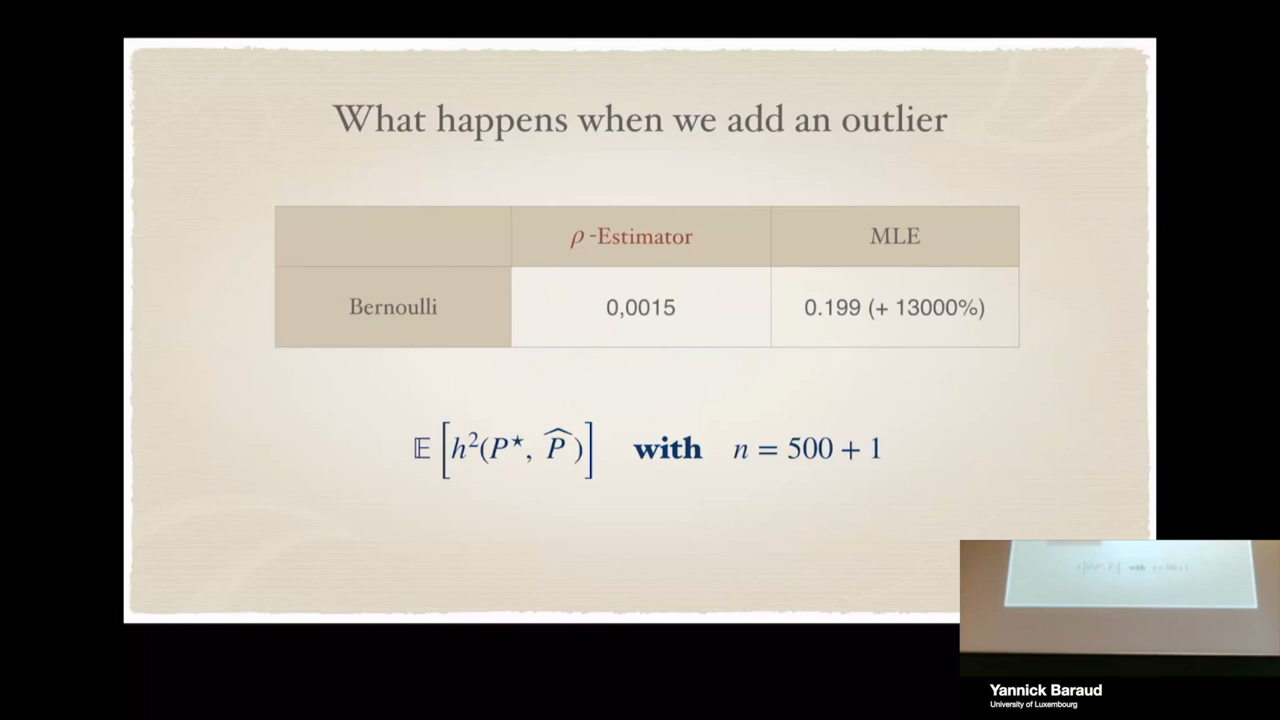 What happens when we add an outlier
ρ -Estimator MLE
Bernoulli 0,0015 0.199 (+ 13000%)
𝔼 [h²(P⋆, P̂)] with n = 500 + 1
Yannick Baraud
University of Luxembourg